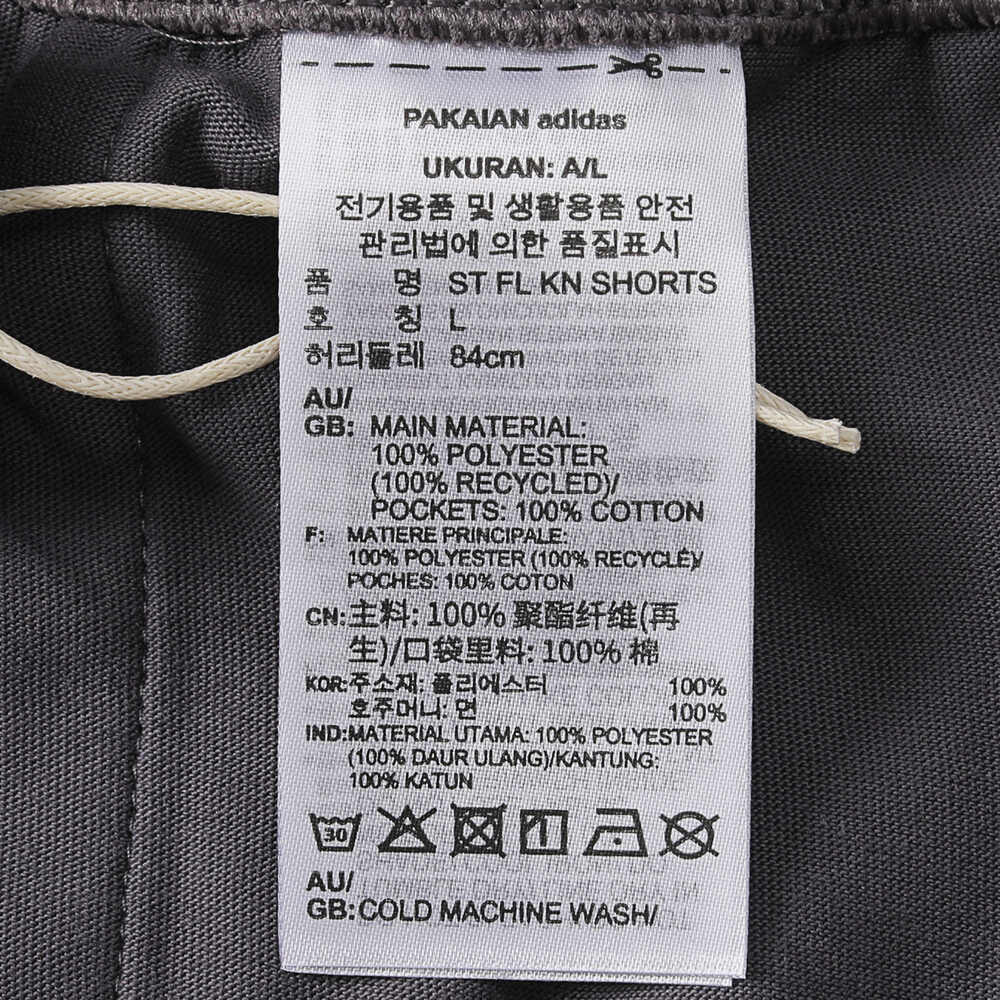 PAKAIAN adidas
UKURAN: A/L
전기용품 및 생활용품 안전
관리법에 의한 품질표시
품 명 ST FL KN SHORTS
호 칭 L
허리둘레 84cm
AU/
GB: MAIN MATERIAL:
100% POLYESTER
(100% RECYCLED)/
POCKETS: 100% COTTON
F: MATIERE PRINCIPALE:
100% POLYESTER (100% RECYCLÉ)/
POCHES: 100% COTON
CN: 主料: 100% 聚酯纤维(再
生)/口袋里料: 100% 棉
KOR: 주소재: 폴리에스터 100%
호주머니: 면 100%
IND: MATERIAL UTAMA: 100% POLYESTER
(100% DAUR ULANG)/KANTUNG:
100% KATUN
30
AU/
GB: COLD MACHINE WASH/